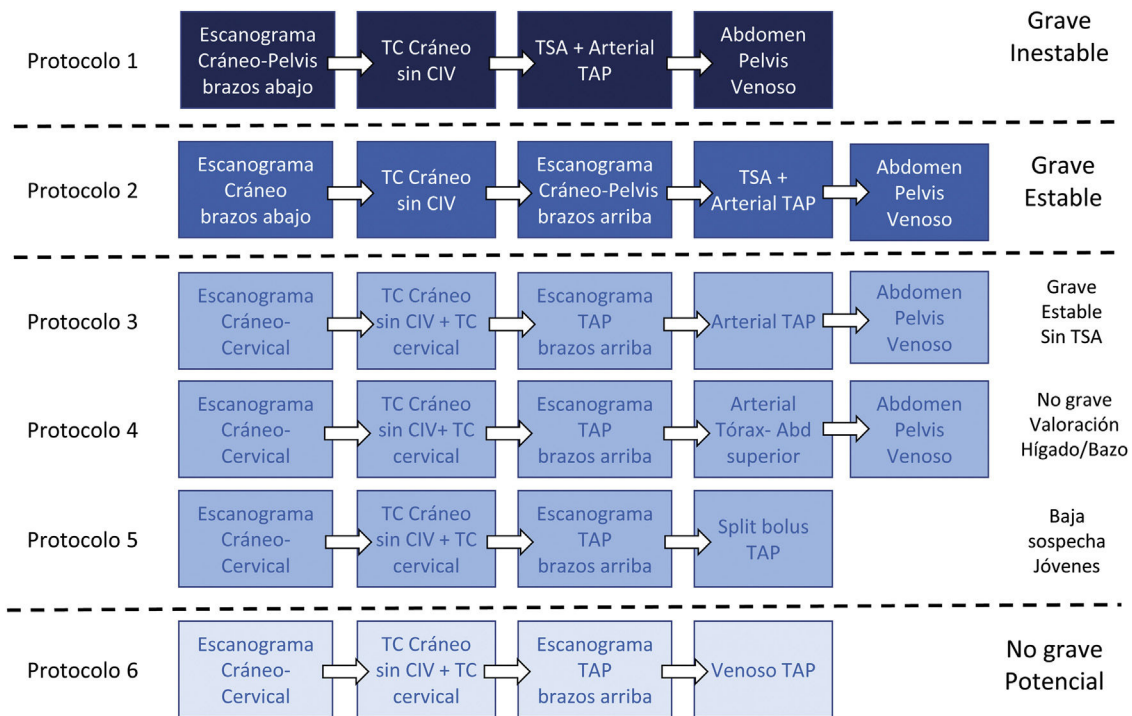 Protocolo 1
Escanograma
Cráneo-Pelvis
brazos abajo
TC Cráneo
sin CIV
TSA + Arterial
TAP
Abdomen
Pelvis
Venoso
Grave
Inestable
Protocolo 2
Escanograma
Cráneo
brazos abajo
TC Cráneo
sin CIV
Escanograma
Cráneo-Pelvis
brazos arriba
TSA +
Arterial TAP
Abdomen
Pelvis
Venoso
Grave
Estable
Protocolo 3
Escanograma
Cráneo-
Cervical
TC Cráneo
sin CIV + TC
cervical
Escanograma
TAP
brazos arriba
Arterial TAP
Abdomen
Pelvis
Venoso
Grave
Estable
Sin TSA
Protocolo 4
Escanograma
Cráneo-
Cervical
TC Cráneo
sin CIV+ TC
cervical
Escanograma
TAP
brazos arriba
Arterial
Tórax- Abd
superior
Abdomen
Pelvis
Venoso
No grave
Valoración
Hígado/Bazo
Protocolo 5
Escanograma
Cráneo-
Cervical
TC Cráneo
sin CIV + TC
cervical
Escanograma
TAP
brazos arriba
Split bolus
TAP
Baja
sospecha
Jóvenes
Protocolo 6
Escanograma
Cráneo-
Cervical
TC Cráneo
sin CIV + TC
cervical
Escanograma
TAP
brazos arriba
Venoso TAP
No grave
Potencial